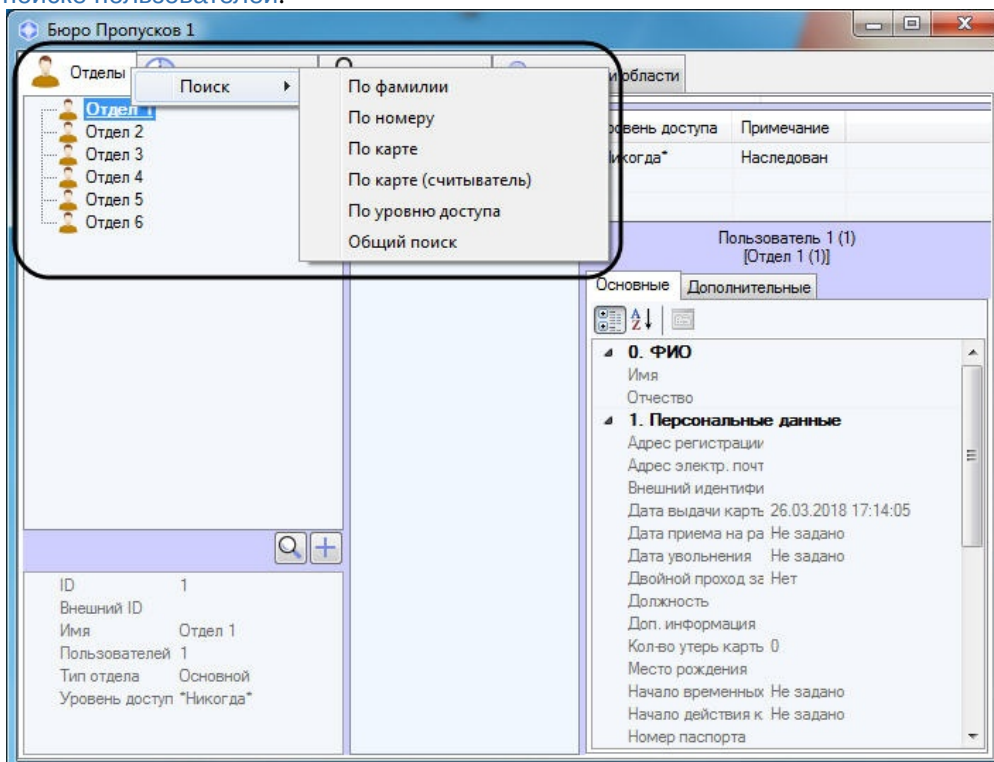 поиске пользователей.
Бюро Пропусков 1
Отделы
области
Поиск
По фамилии
По номеру
По карте
По карте (считыватель)
По уровню доступа
Общий поиск
Отдел 1
Отдел 2
Отдел 3
Отдел 4
Отдел 5
Отдел 6
ровень доступа Примечание
икогда* Наследован
Пользователь 1 (1)
[Отдел 1 (1)]
Основные Дополнительные
0. ФИО
Имя
Отчество
1. Персональные данные
Адрес регистрации
Адрес электр. почт
Внешний идентифи
Дата выдачи карть 26.03.2018 17:14:05
Дата приема на ра Не задано
Дата увольнения Не задано
Двойной проход за Нет
Должность
Доп. информация
Кол-во утерь карть 0
Место рождения
Начало временных Не задано
Начало действия к Не задано
Номер паспорта
ID 1
Внешний ID
Имя Отдел 1
Пользователей 1
Тип отдела Основной
Уровень доступ *Никогда*